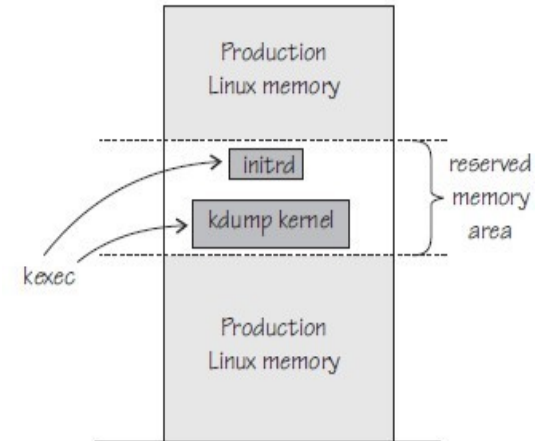 Production
Linux memory
initrd
reserved
memory
area
kdump kernel
kexec
Production
Linux memory